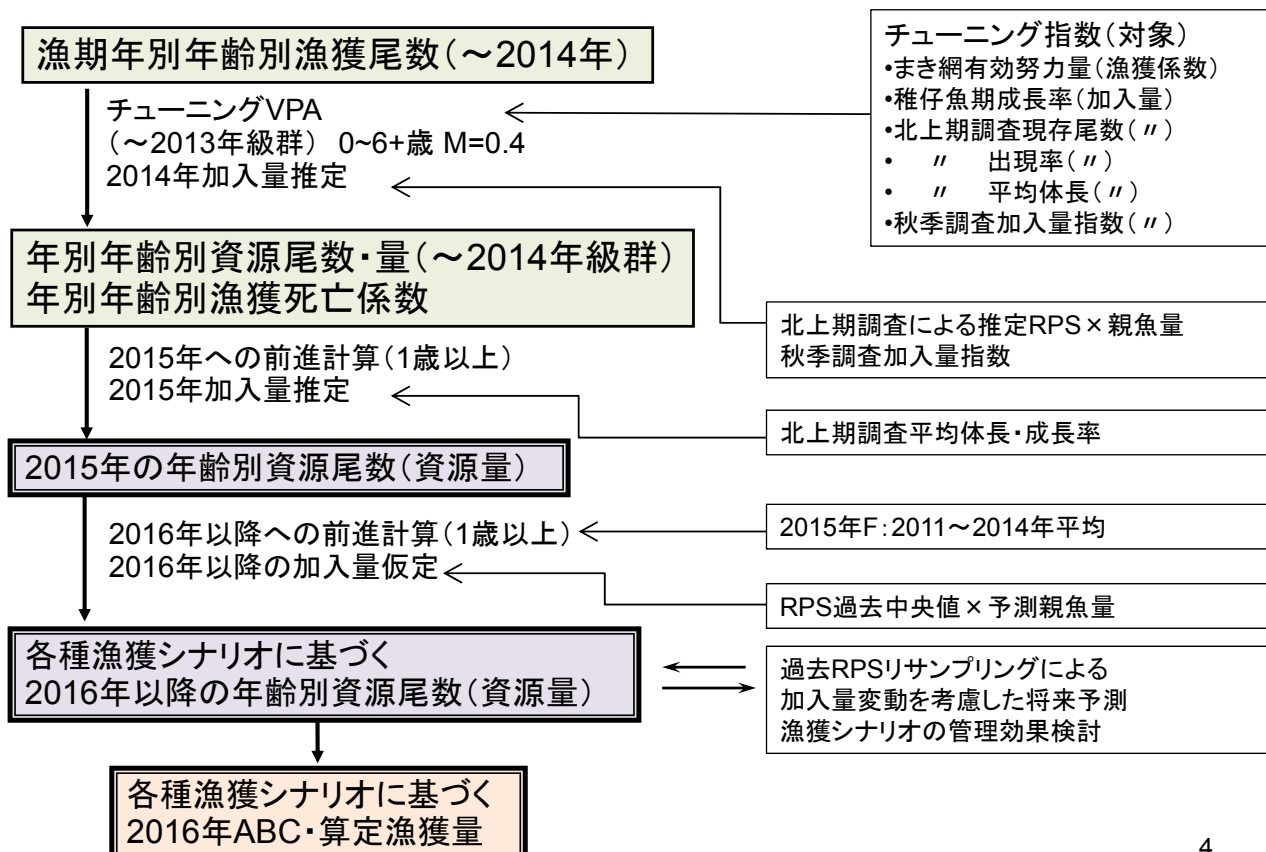 漁期年別年齢別漁獲尾数(～2014年)
チューニングVPA
(～2013年級群) 0~6+歳 M=0.4
2014年加入量推定
チューニング指数(対象)
•まき網有効努力量(漁獲係数)
•稚仔魚期成長率(加入量)
•北上期調査現存尾数(〃)
• 〃 出現率(〃)
• 〃 平均体長(〃)
•秋季調査加入量指数(〃)
年別年齢別資源尾数・量(～2014年級群)
年別年齢別漁獲死亡係数
北上期調査による推定RPS×親魚量
秋季調査加入量指数
2015年への前進計算(1歳以上)
2015年加入量推定
北上期調査平均体長・成長率
2015年の年齢別資源尾数(資源量)
2016年以降への前進計算(1歳以上)
2016年以降の加入量仮定
2015年F:2011～2014年平均
RPS過去中央値×予測親魚量
各種漁獲シナリオに基づく
2016年以降の年齢別資源尾数(資源量)
過去RPSリサンプリングによる
加入量変動を考慮した将来予測
漁獲シナリオの管理効果検討
各種漁獲シナリオに基づく
2016年ABC・算定漁獲量
4